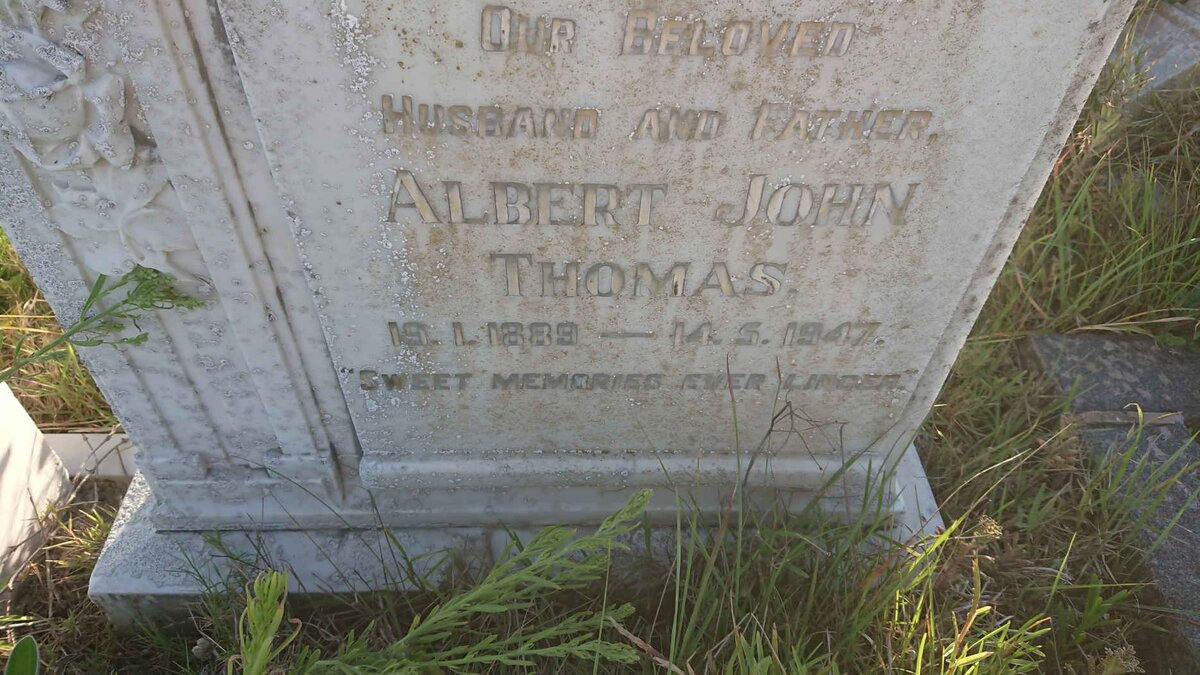 Our Beloved
Husband and Father,
Albert John
Thomas.
19.1.1889 — 14.5.1947.
"Sweet memories ever linger."